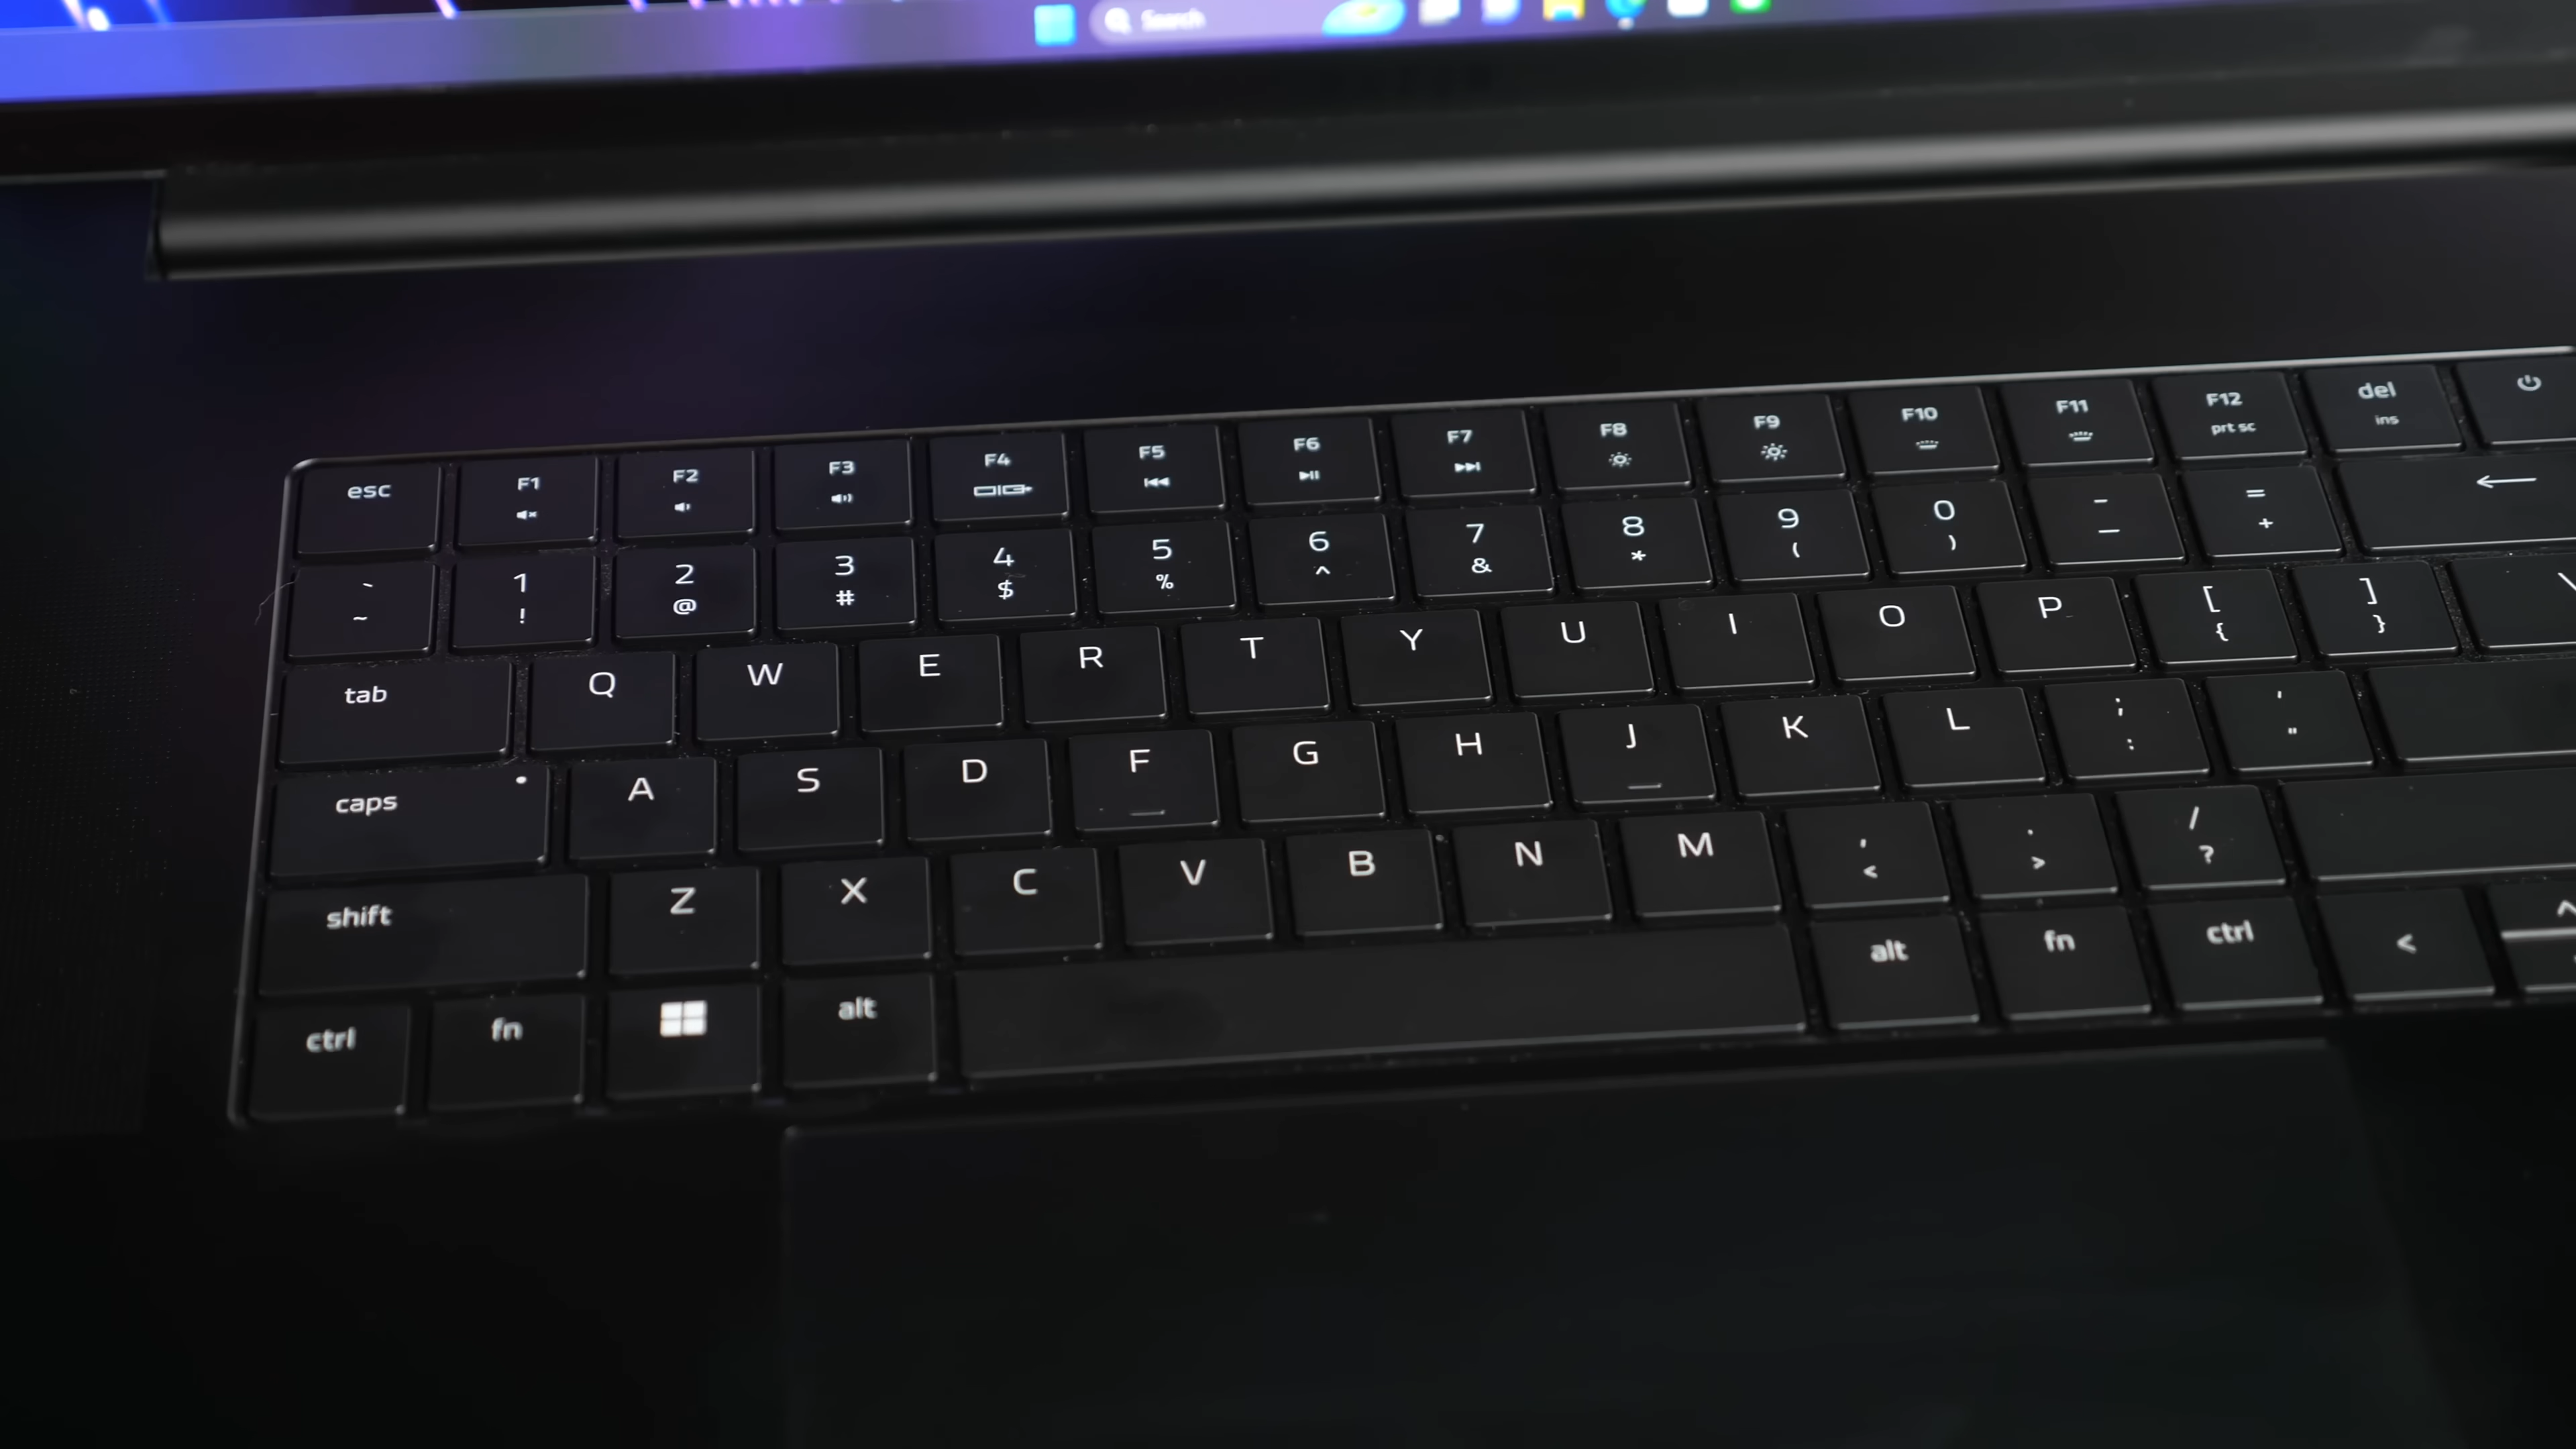 Search
esc F1 F2 F3 F4 F5 F6 F7 F8 F9 F10 F11 F12 del
prt sc ins
` 1 2 3 4 5 6 7 8 9 0 - =
~ ! @ # $ % ^ & * ( ) _ +
tab Q W E R T Y U I O P [ ] \
{ }
caps A S D F G H J K L ; '
: "
shift Z X C V B N M , . /
< > ?
ctrl fn alt alt fn ctrl <
^